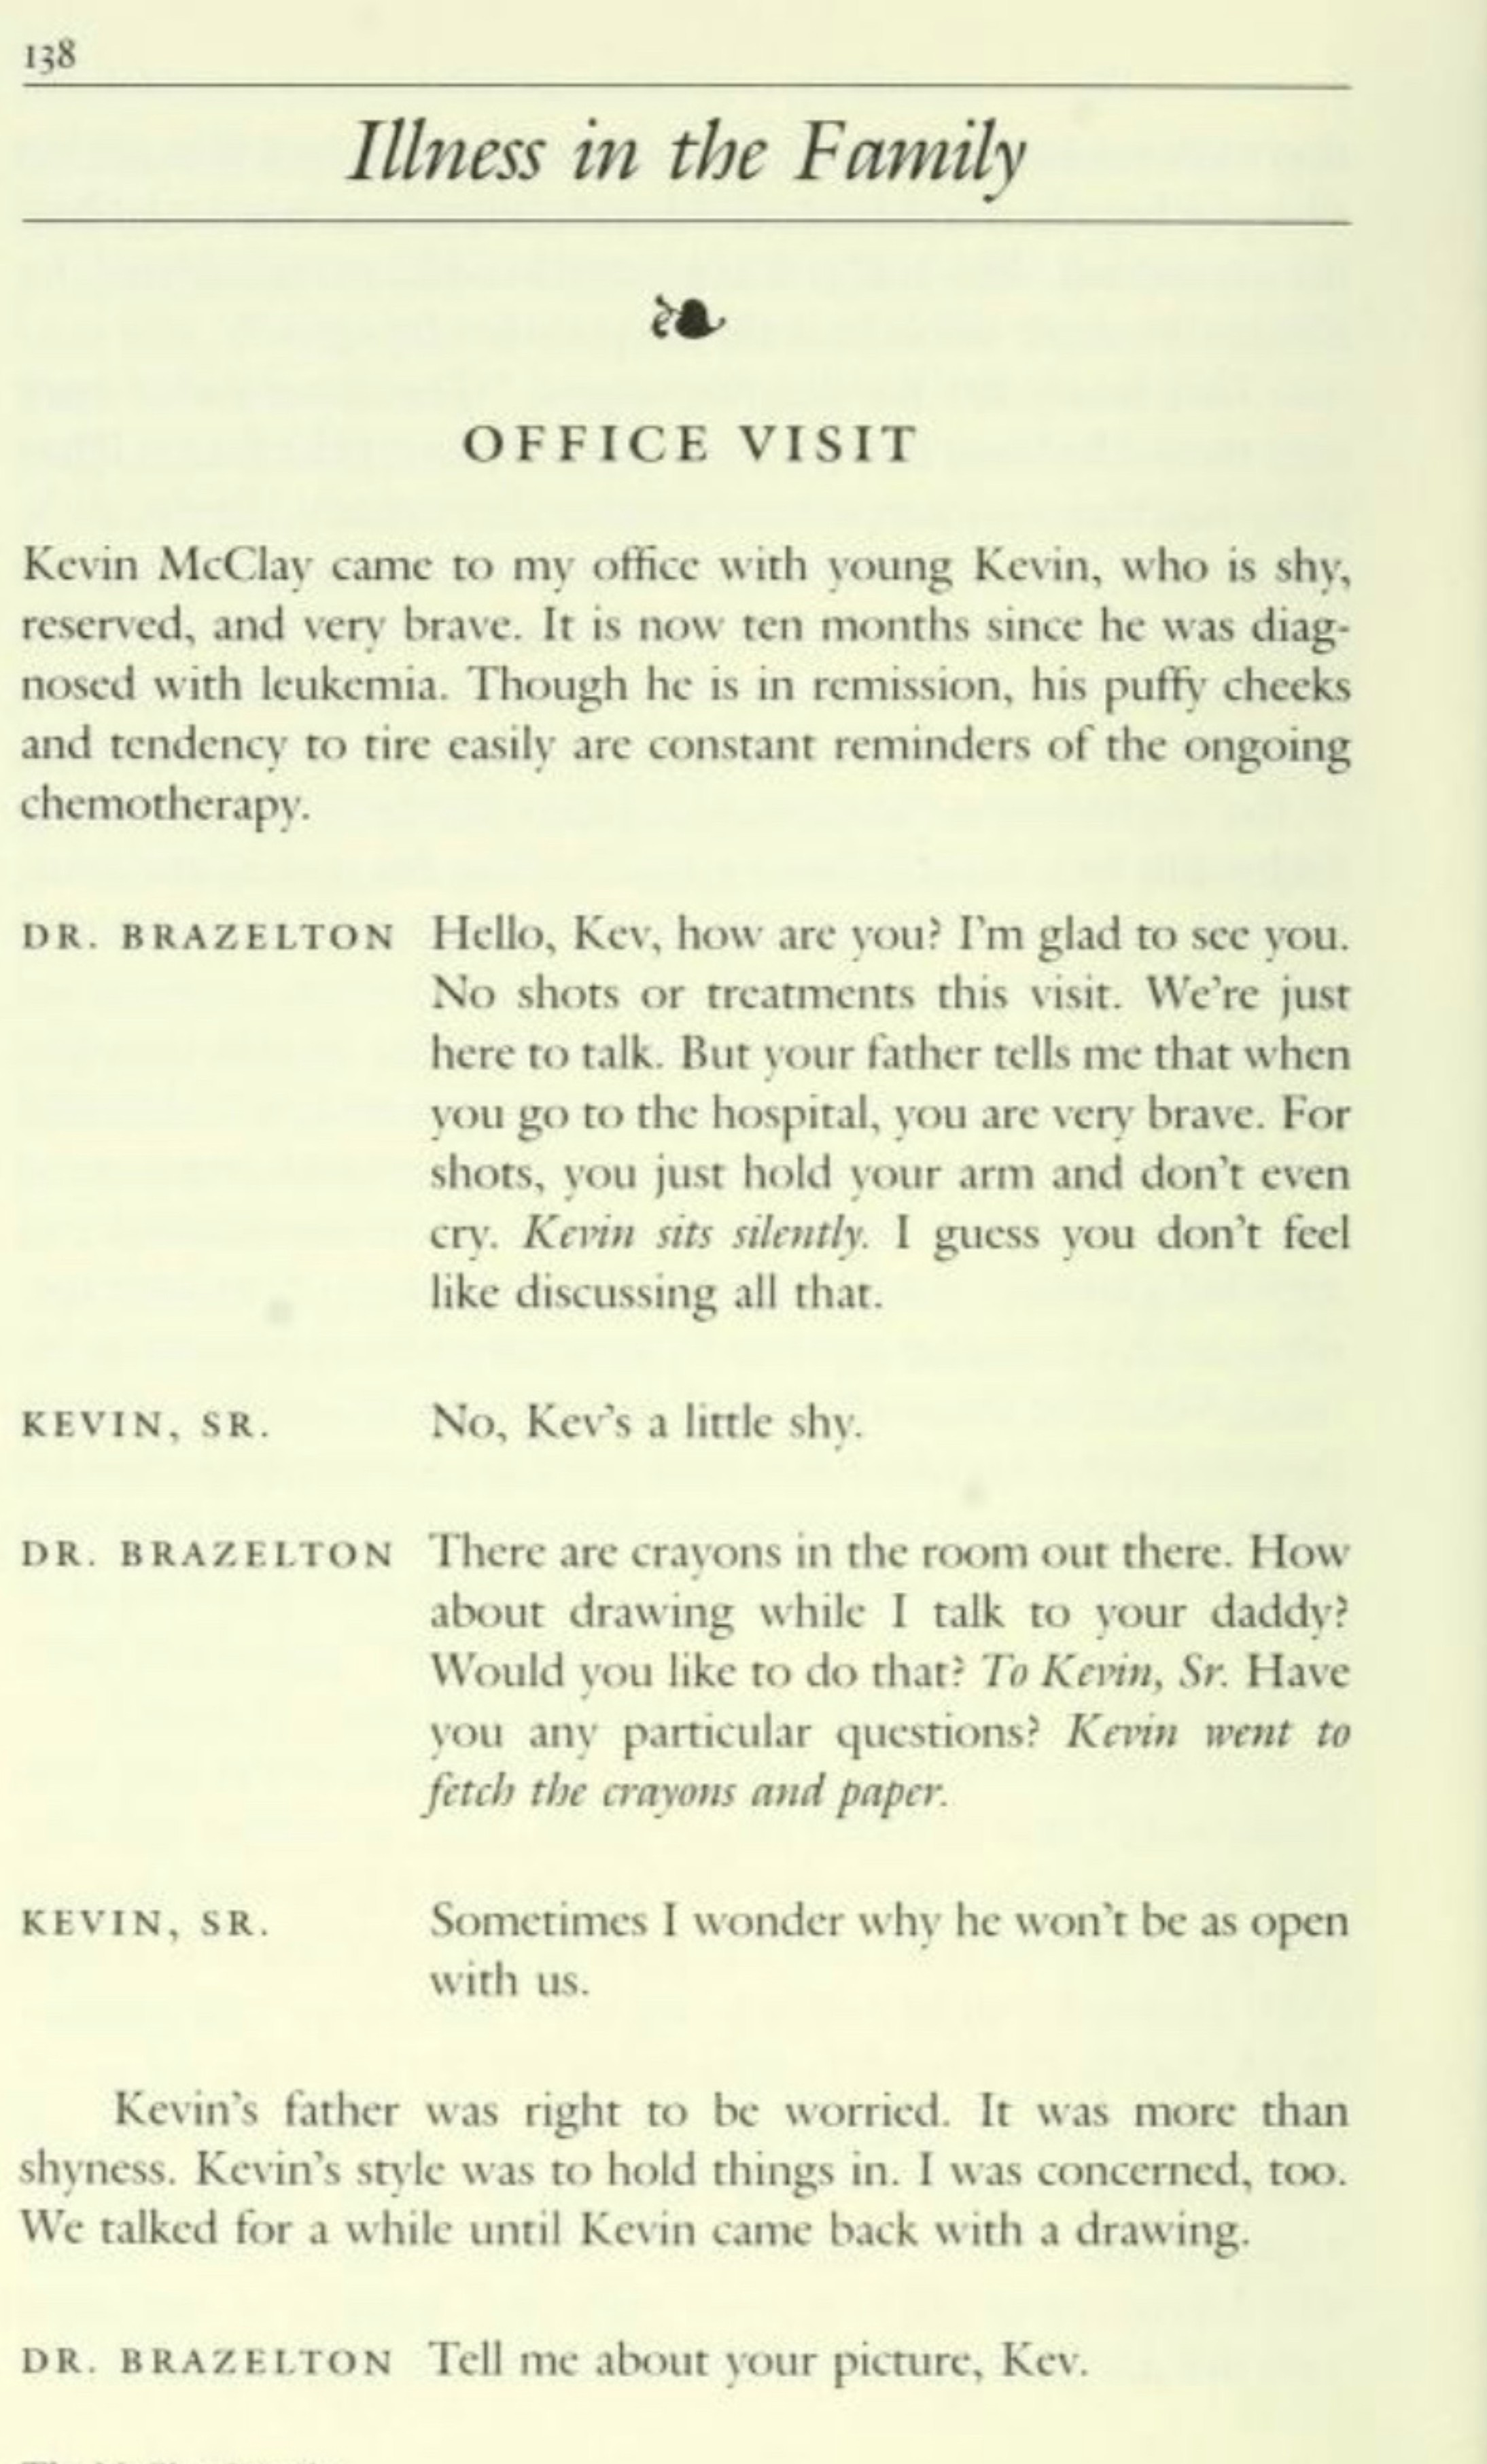 138
Illness in the Family
OFFICE VISIT
Kevin McClay came to my office with young Kevin, who is shy,
reserved, and very brave. It is now ten months since he was diag-
nosed with leukemia. Though he is in remission, his puffy cheeks
and tendency to tire easily are constant reminders of the ongoing
chemotherapy.
DR. BRAZELTON Hello, Kev, how are you? I'm glad to see you.
No shots or treatments this visit. We're just
here to talk. But your father tells me that when
you go to the hospital, you are very brave. For
shots, you just hold your arm and don't even
cry. Kevin sits silently. I guess you don't feel
like discussing all that.
KEVIN, SR. No, Kev's a little shy.
DR. BRAZELTON There are crayons in the room out there. How
about drawing while I talk to your daddy?
Would you like to do that? To Kevin, Sr. Have
you any particular questions? Kevin went to
fetch the crayons and paper.
KEVIN, SR. Sometimes I wonder why he won't be as open
with us.
Kevin's father was right to be worried. It was more than
shyness. Kevin's style was to hold things in. I was concerned, too.
We talked for a while until Kevin came back with a drawing.
DR. BRAZELTON Tell me about your picture, Kev.